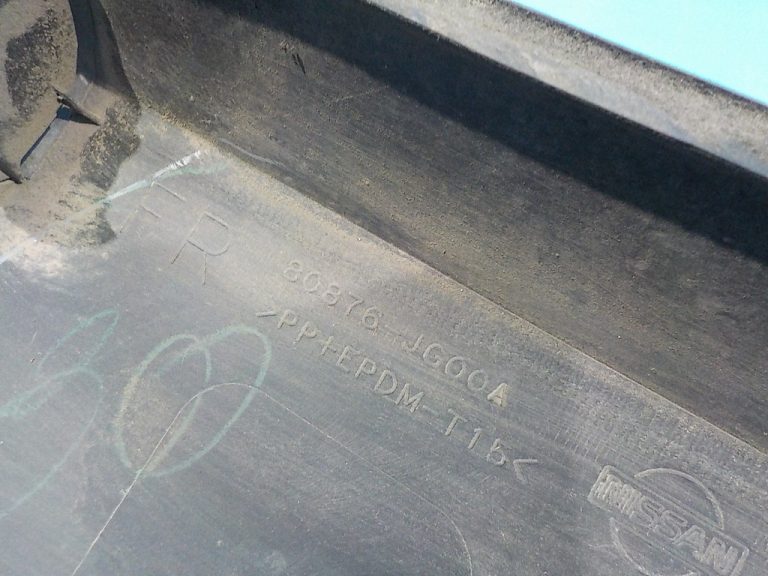 FR
80876-JG00A
>PP+EPDM-T15<
NISSAN